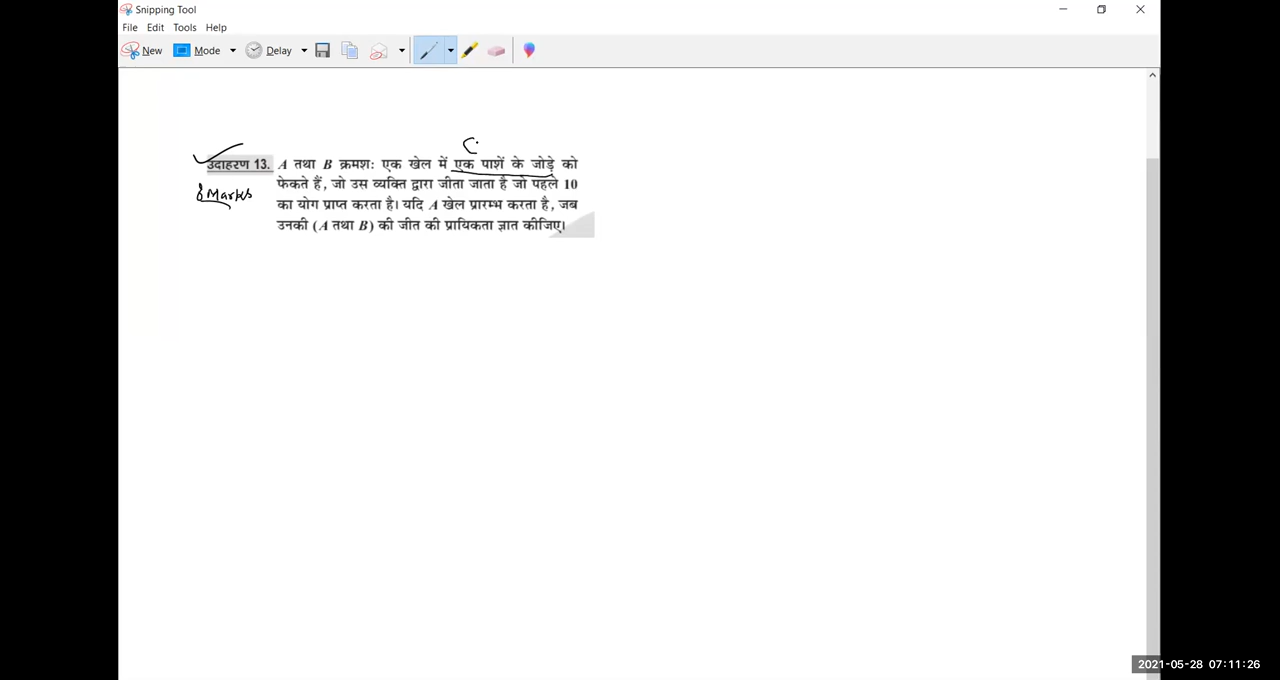 Snipping Tool
File Edit Tools Help
New Mode Delay
उदाहरण 13. A तथा B क्रमश: एक खेल में एक पाशें के जोड़े को
8 Marks
फेकते हैं, जो उस व्यक्ति द्वारा जीता जाता है जो पहले 10
का योग प्राप्त करता है। यदि A खेल प्रारम्भ करता है, जब
उनकी (A तथा B) की जीत की प्रायिकता ज्ञात कीजिए।
2021-05-28 07:11:26